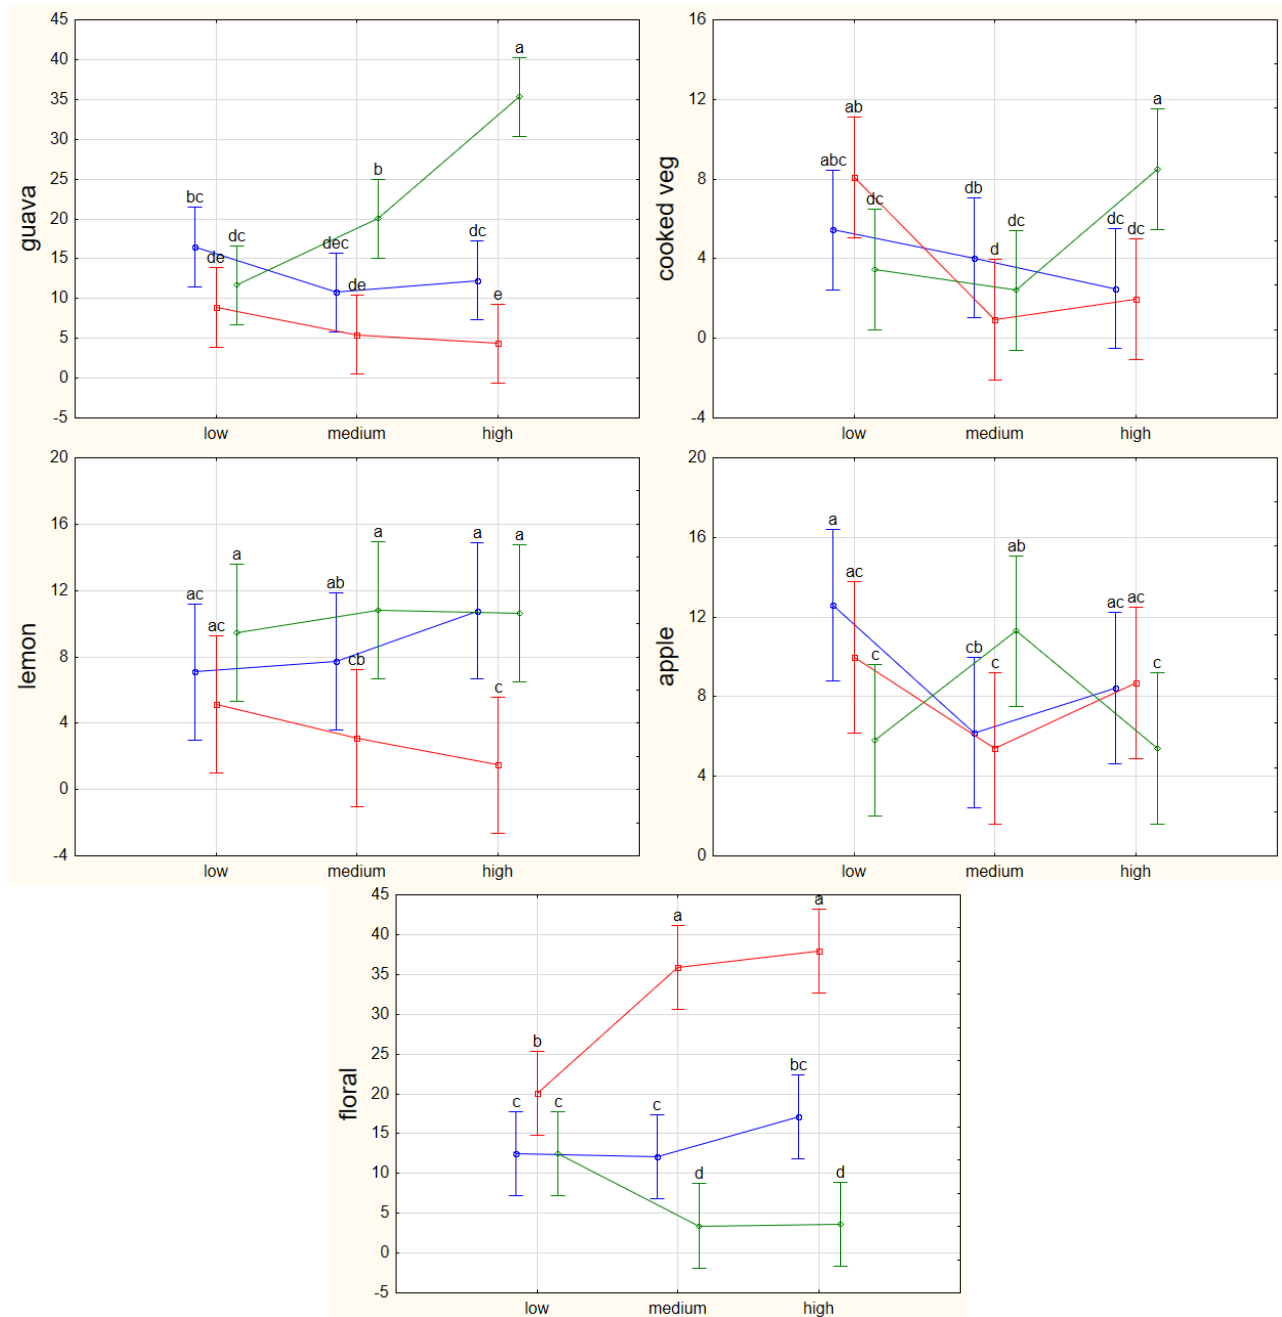 guava
45
40
35
30
25
20
15
10
5
0
-5
bc
de
dc
dec
de
b
dc
e
a
low medium high
cooked veg
16
12
8
4
0
-4
abc
ab
dc
db
d
dc
dc
dc
a
low medium high
lemon
20
16
12
8
4
0
-4
ac
ac
a
ab
cb
a
a
c
a
low medium high
apple
20
16
12
8
4
0
a
ac
c
cb
c
ab
ac
ac
c
low medium high
floral
45
40
35
30
25
20
15
10
5
0
-5
c
b
c
c
a
d
bc
a
d
low medium high